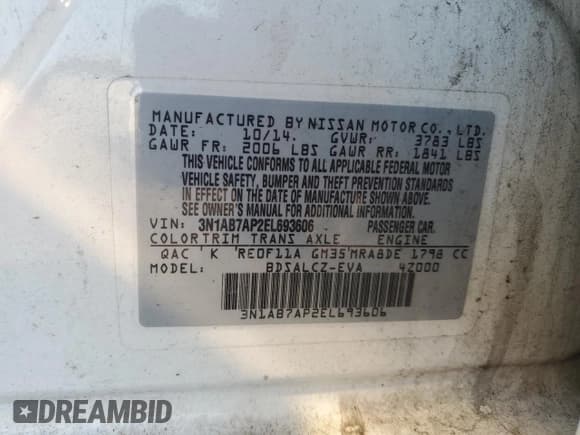 MANUFACTURED BY NISSAN MOTOR CO., LTD.
DATE: 10/14. GVWR: 3783 LBS
GAWR FR: 2006 LBS GAWR RR: 1841 LBS
THIS VEHICLE CONFORMS TO ALL APPLICABLE FEDERAL MOTOR
VEHICLE SAFETY, BUMPER AND THEFT PREVENTION STANDARDS
IN EFFECT ON THE DATE OF MANUFACTURE SHOWN ABOVE.
SEE OWNER'S MANUAL FOR ADDITIONAL INFORMATION.
VIN: 3N1AB7AP2EL693606 PASSENGER CAR.
COLOR TRIM TRANS AXLE ENGINE
QAC 'K 'RE0F11A GM35'MRA8DE 1798 CC
MODEL: BDSALCZ-EVA 4Z000
3N1AB7AP2EL693606
DREAMBID